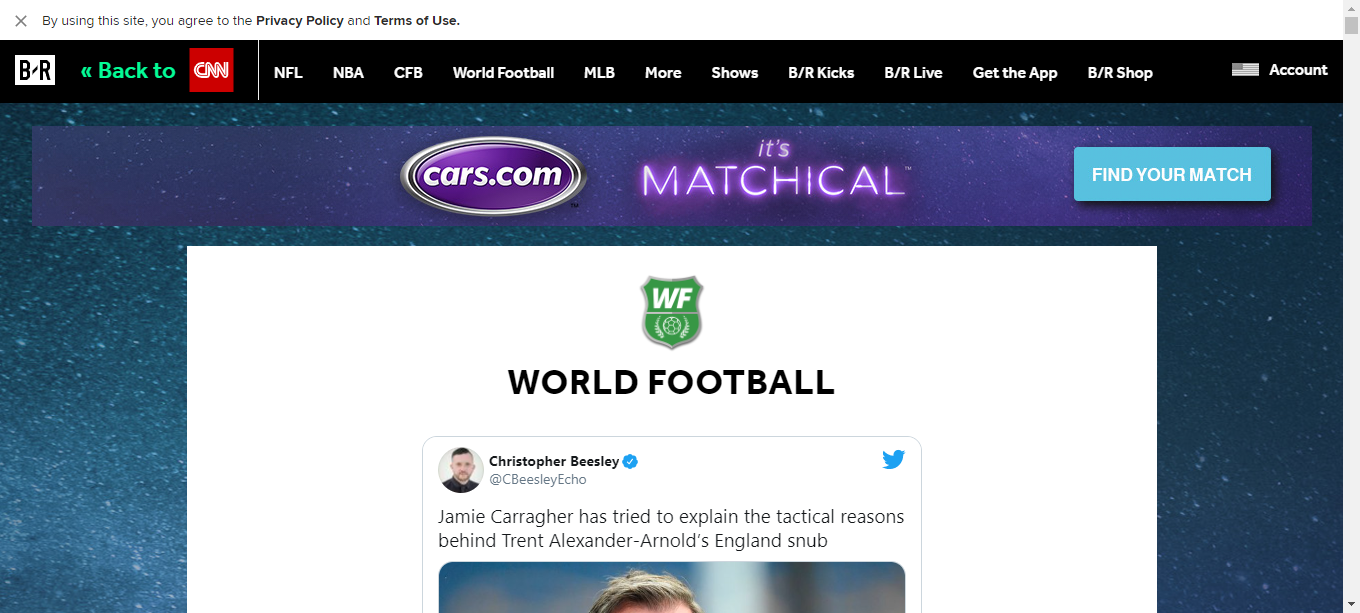 By using this site, you agree to the Privacy Policy and Terms of Use.
B/R « Back to CNN NFL NBA CFB World Football MLB More Shows B/R Kicks B/R Live Get the App B/R Shop Account
cars.com™ it's MATCHICAL™ FIND YOUR MATCH
WF
WORLD FOOTBALL
Christopher Beesley
@CBeesleyEcho
Jamie Carragher has tried to explain the tactical reasons
behind Trent Alexander-Arnold’s England snub